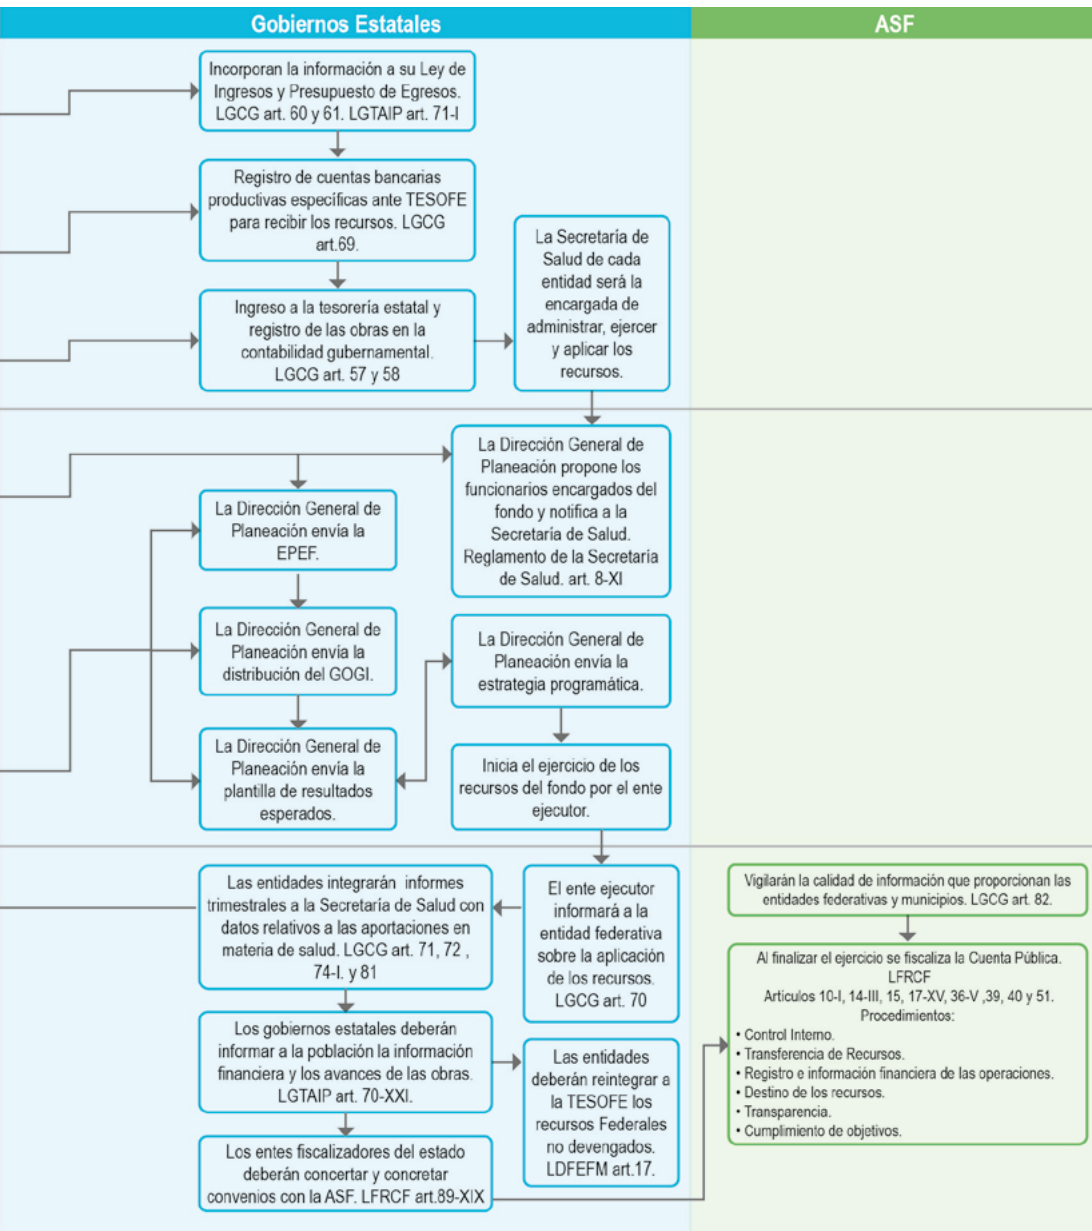 Gobiernos Estatales
ASF
Incorporan la información a su Ley de
Ingresos y Presupuesto de Egresos.
LGCG art. 60 y 61. LGTAIP art. 71-I
Registro de cuentas bancarias
productivas específicas ante TESOFE
para recibir los recursos. LGCG
art.69.
Ingreso a la tesorería estatal y
registro de las obras en la
contabilidad gubernamental.
LGCG art. 57 y 58
La Secretaría de
Salud de cada
entidad será la
encargada de
administrar, ejercer
y aplicar los
recursos.
La Dirección General de
Planeación propone los
funcionarios encargados del
fondo y notifica a la
Secretaría de Salud.
Reglamento de la Secretaría
de Salud. art. 8-XI
La Dirección General de
Planeación envía la
EPEF.
La Dirección General de
Planeación envía la
distribución del GOGI.
La Dirección General de
Planeación envía la
plantilla de resultados
esperados.
La Dirección General de
Planeación envía la
estrategia programática.
Inicia el ejercicio de los
recursos del fondo por el ente
ejecutor.
Las entidades integrarán informes
trimestrales a la Secretaría de Salud con
datos relativos a las aportaciones en
materia de salud. LGCG art. 71, 72 ,
74-I. y 81
El ente ejecutor
informará a la
entidad federativa
sobre la aplicación
de los recursos.
LGCG art. 70
Los gobiernos estatales deberán
informar a la población la información
financiera y los avances de las obras.
LGTAIP art. 70-XXI.
Las entidades
deberán reintegrar a
la TESOFE los
recursos Federales
no devengados.
LDFEFM art.17.
Los entes fiscalizadores del estado
deberán concertar y concretar
convenios con la ASF. LFRCF art.89-XIX
Vigilarán la calidad de información que proporcionan las
entidades federativas y municipios. LGCG art. 82.
Al finalizar el ejercicio se fiscaliza la Cuenta Pública.
LFRCF
Articulos 10-I, 14-III, 15, 17-XV, 36-V ,39, 40 y 51.
Procedimientos:
• Control Interno.
• Transferencia de Recursos.
• Registro e información financiera de las operaciones.
• Destino de los recursos.
• Transparencia.
• Cumplimiento de objetivos.